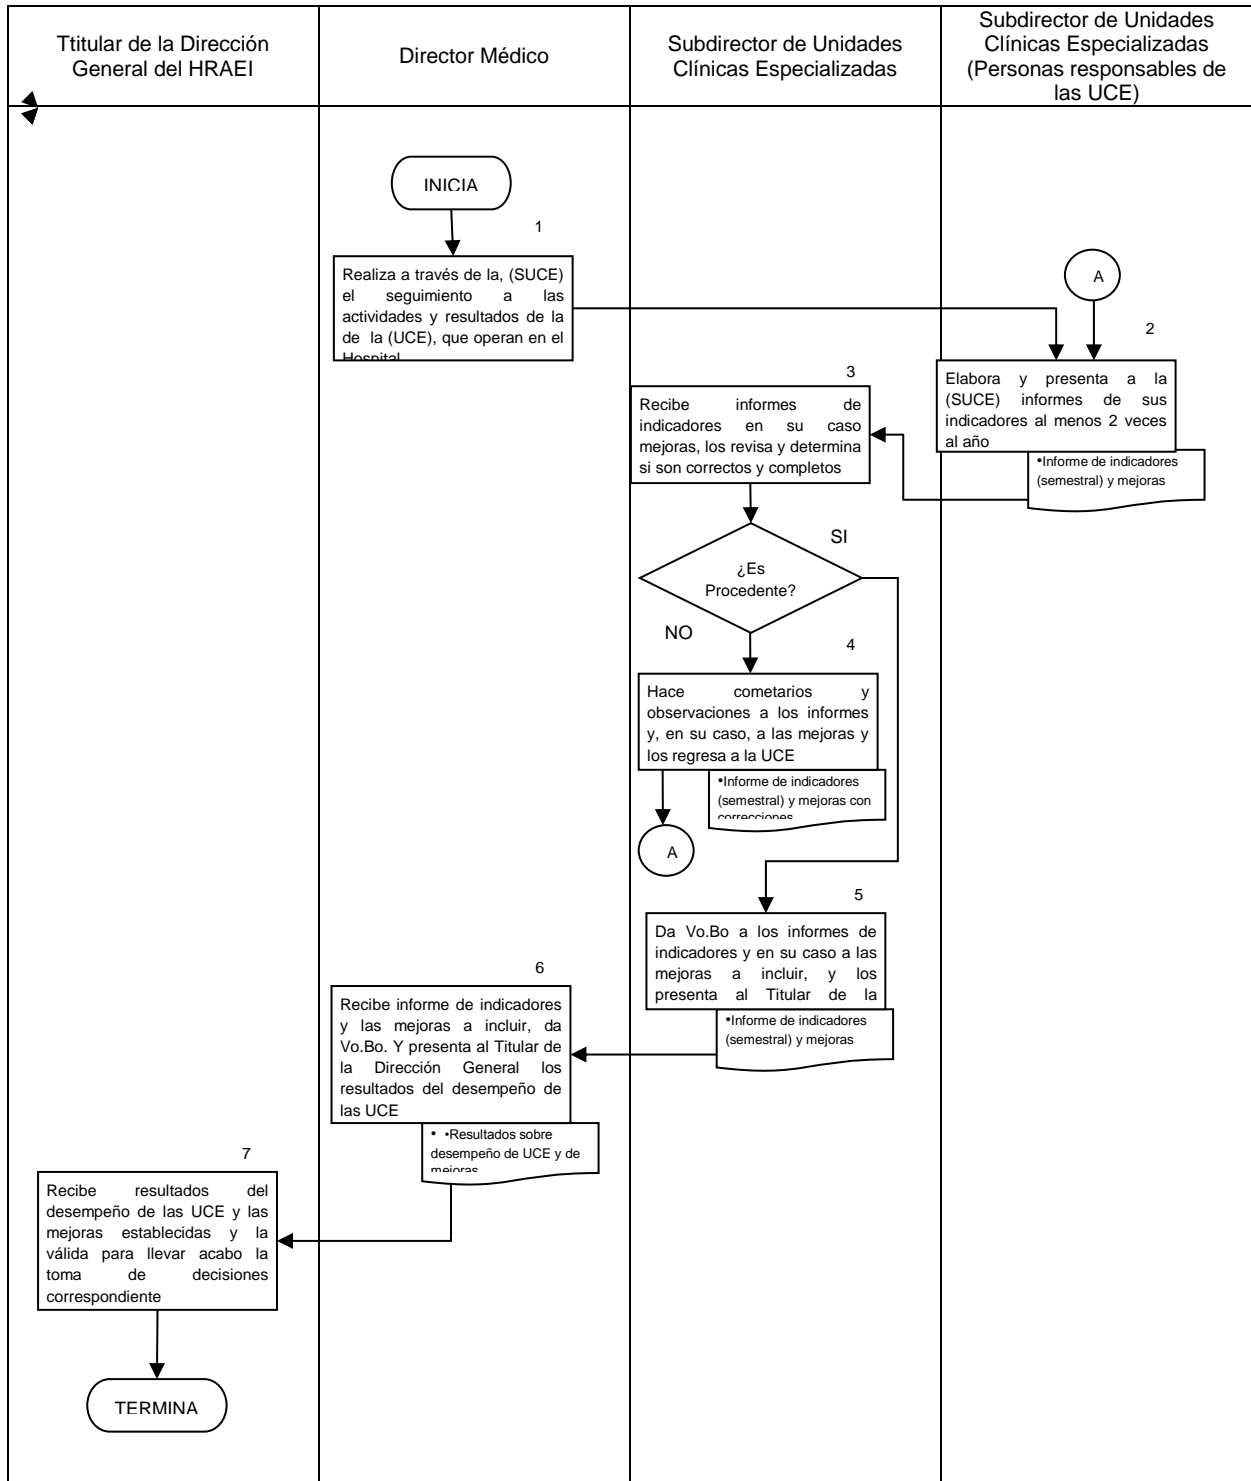 Ttitular de la Dirección
General del HRAEI
Director Médico
Subdirector de Unidades
Clínicas Especializadas
Subdirector de Unidades
Clínicas Especializadas
(Personas responsables de
las UCE)
INICIA
1
Realiza a través de la, (SUCE)
el seguimiento a las
actividades y resultados de la
de la (UCE), que operan en el
Hospital
A
2
Elabora y presenta a la
(SUCE) informes de sus
indicadores al menos 2 veces
al año
•Informe de indicadores
(semestral) y mejoras
3
Recibe informes de
indicadores en su caso
mejoras, los revisa y determina
si son correctos y completos
¿Es
Procedente?
SI
NO
4
Hace cometarios y
observaciones a los informes
y, en su caso, a las mejoras y
los regresa a la UCE
•Informe de indicadores
(semestral) y mejoras con
correcciones
A
5
Da Vo.Bo a los informes de
indicadores y en su caso a las
mejoras a incluir, y los
presenta al Titular de la
•Informe de indicadores
(semestral) y mejoras
6
Recibe informe de indicadores
y las mejoras a incluir, da
Vo.Bo. Y presenta al Titular de
la Dirección General los
resultados del desempeño de
las UCE
• •Resultados sobre
desempeño de UCE y de
mejoras
7
Recibe resultados del
desempeño de las UCE y las
mejoras establecidas y la
válida para llevar acabo la
toma de decisiones
correspondiente
TERMINA